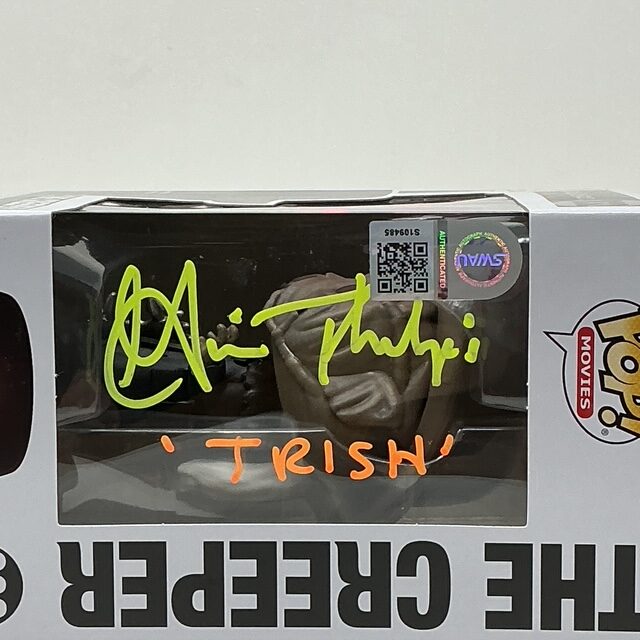 S109485
AUTHENTICATED
SWAU
'TRISH'
POP!
MOVIES
THE CREEPER